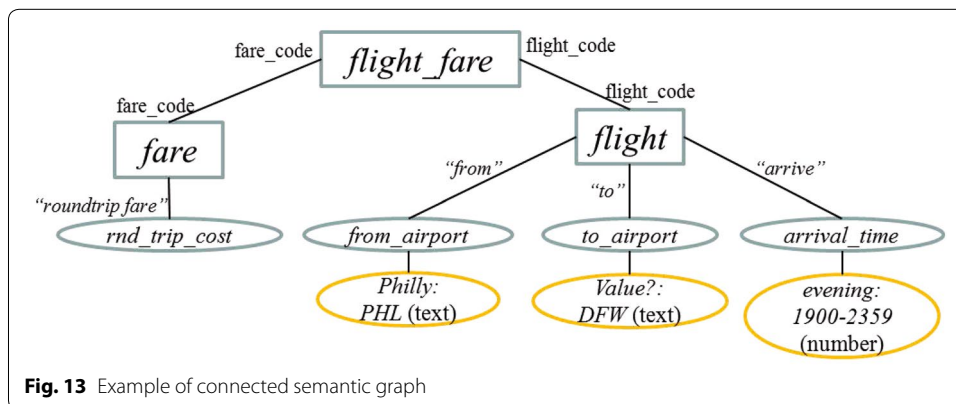 fare_code
flight_fare
flight_code
fare_code
flight_code
fare
flight
“from”
“to”
“arrive”
“roundtrip fare”
rnd_trip_cost
from_airport
to_airport
arrival_time
Philly:
PHL (text)
Value?:
DFW (text)
evening:
1900-2359
(number)
Fig. 13 Example of connected semantic graph